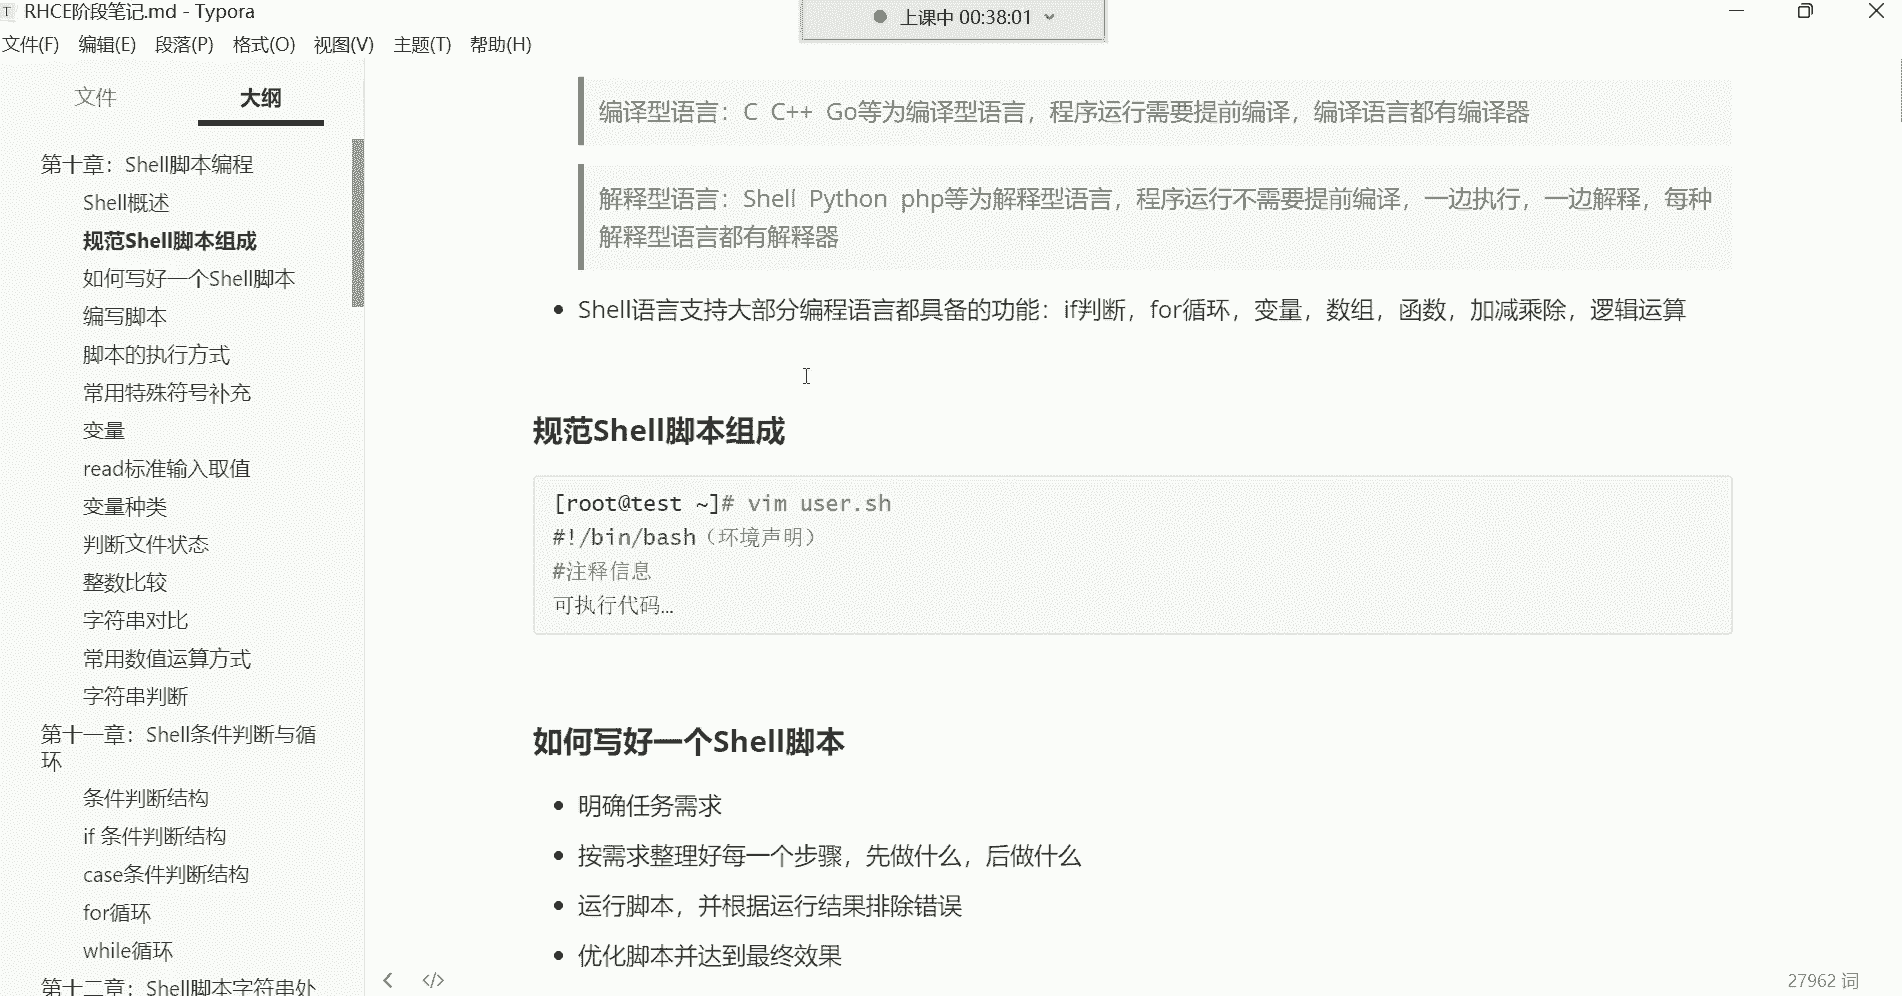 RHCE阶段笔记.md - Typora
上课中 00:38:01
文件(F) 编辑(E) 段落(P) 格式(O) 视图(V) 主题(T) 帮助(H)
文件 大纲
第十章：Shell脚本编程
Shell概述
规范Shell脚本组成
如何写好一个Shell脚本
编写脚本
脚本的执行方式
常用特殊符号补充
变量
read标准输入取值
变量种类
判断文件状态
整数比较
字符串对比
常用数值运算方式
字符串判断
第十一章：Shell条件判断与循
环
条件判断结构
if 条件判断结构
case条件判断结构
for循环
while循环
第十二章：Shell脚本字符串处
编译型语言：C C++ Go等为编译型语言，程序运行需要提前编译，编译语言都有编译器
解释型语言：Shell Python php等为解释型语言，程序运行不需要提前编译，一边执行，一边解释，每种
解释型语言都有解释器
Shell语言支持大部分编程语言都具备的功能：if判断，for循环，变量，数组，函数，加减乘除，逻辑运算
规范Shell脚本组成
[root@test ~]# vim user.sh
#!/bin/bash（环境声明）
#注释信息
可执行代码...
如何写好一个Shell脚本
明确任务需求
按需求整理好每一个步骤，先做什么，后做什么
运行脚本，并根据运行结果排除错误
优化脚本并达到最终效果
27962 词